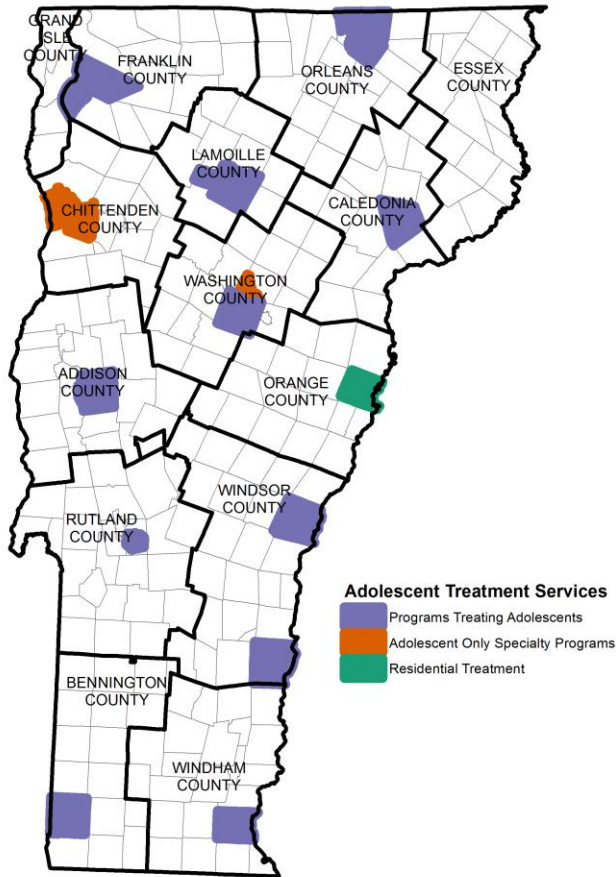 GRAND
ISLE
COUNTY
FRANKLIN
COUNTY
ORLEANS
COUNTY
ESSEX
COUNTY
LAMOILLE
COUNTY
CALEDONIA
COUNTY
CHITTENDEN
COUNTY
WASHINGTON
COUNTY
ADDISON
COUNTY
ORANGE
COUNTY
WINDSOR
COUNTY
RUTLAND
COUNTY
Adolescent Treatment Services
Programs Treating Adolescents
Adolescent Only Specialty Programs
Residential Treatment
BENNINGTON
COUNTY
WINDHAM
COUNTY